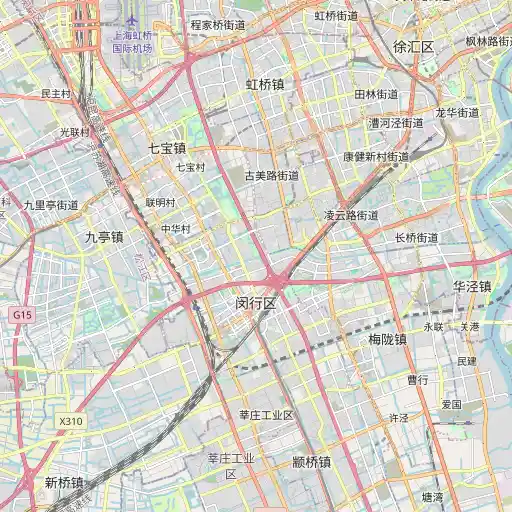 虹桥街道
程家桥街道
枫林路街道
上海虹桥
国际机场
徐汇区
虹桥镇
民主村
田林街道
龙华街道
光联村
漕河泾街道
七宝镇
康健新村街道
七宝村
古美路街道
九里亭街道
联明村
凌云路街道
中华村
九亭镇
长桥街道
松江区
华泾镇
闵行区
G15
永联
关港
梅陇镇
民建
曹行
爱国
X310
莘庄工业区
许泾
莘庄工业
区
颛桥镇
新桥镇
塘湾